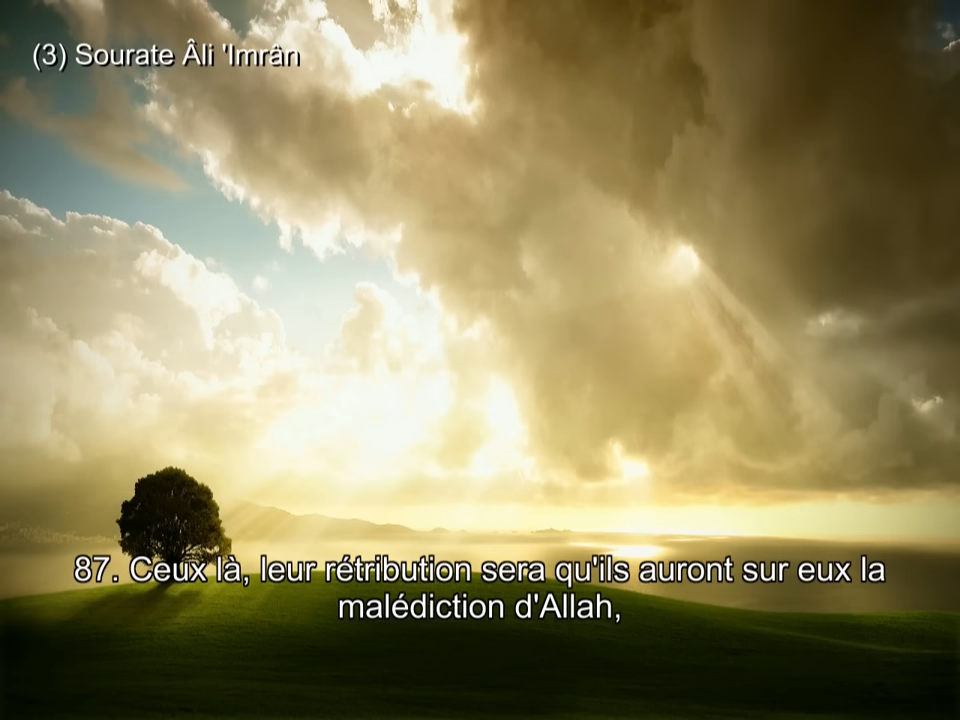 (3) Sourate Âli 'Imrân
87. Ceux là, leur rétribution sera qu'ils auront sur eux la
malédiction d'Allah,